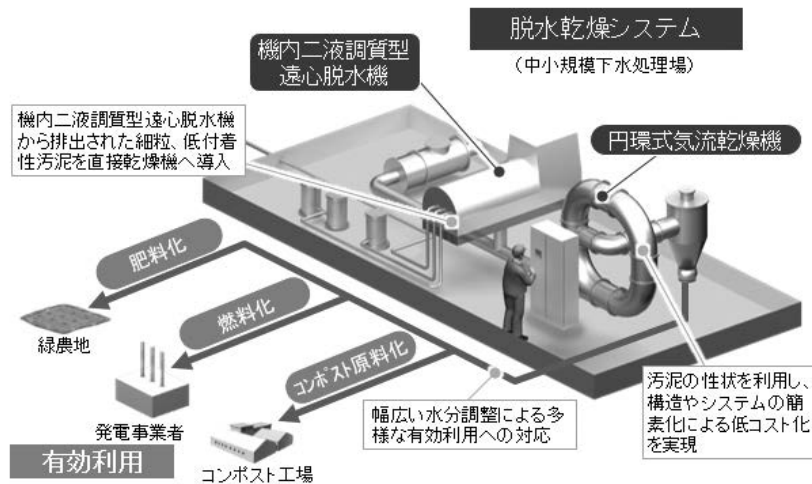 脱水乾燥システム
（中小規模下水処理場）
機内二液調質型
遠心脱水機
機内二液調質型遠心脱水機
から排出された細粒、低付着
性汚泥を直接乾燥機へ導入
円環式気流乾燥機
肥料化
緑農地
燃料化
発電事業者
コンポスト原料化
コンポスト工場
有効利用
幅広い水分調整による多
様な有効利用への対応
汚泥の性状を利用し、
構造やシステムの簡
素化による低コスト化
を実現